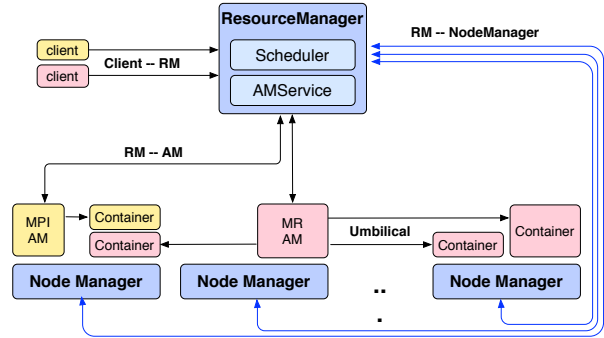 ResourceManager
RM -- NodeManager
client
Scheduler
Client -- RM
client
AMService
RM -- AM
MPI
AM
Container
Container
MR
AM
Umbilical
Container
Container
Node Manager
Node Manager
..
.
Node Manager